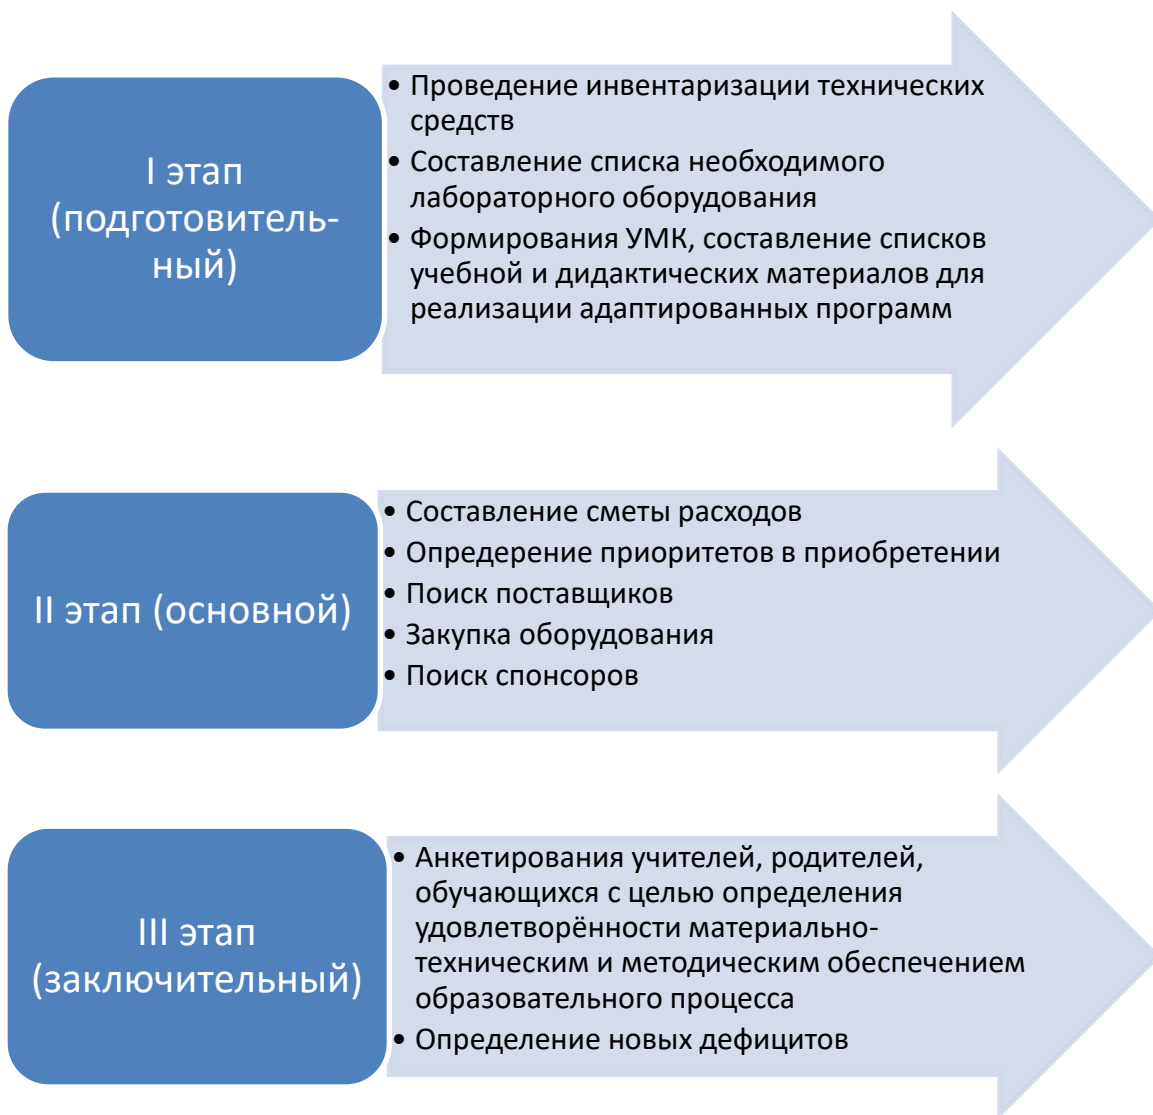 I этап
(подготовитель-
ный)
• Проведение инвентаризации технических
средств
• Составление списка необходимого
лабораторного оборудования
• Формирования УМК, составление списков
учебной и дидактических материалов для
реализации адаптированных программ
II этап (основной)
• Составление сметы расходов
• Опредерение приоритетов в приобретении
• Поиск поставщиков
• Закупка оборудования
• Поиск спонсоров
III этап
(заключительный)
• Анкетирования учителей, родителей,
обучающихся с целью определения
удовлетворённости материально-
техническим и методическим обеспечением
образовательного процесса
• Определение новых дефицитов